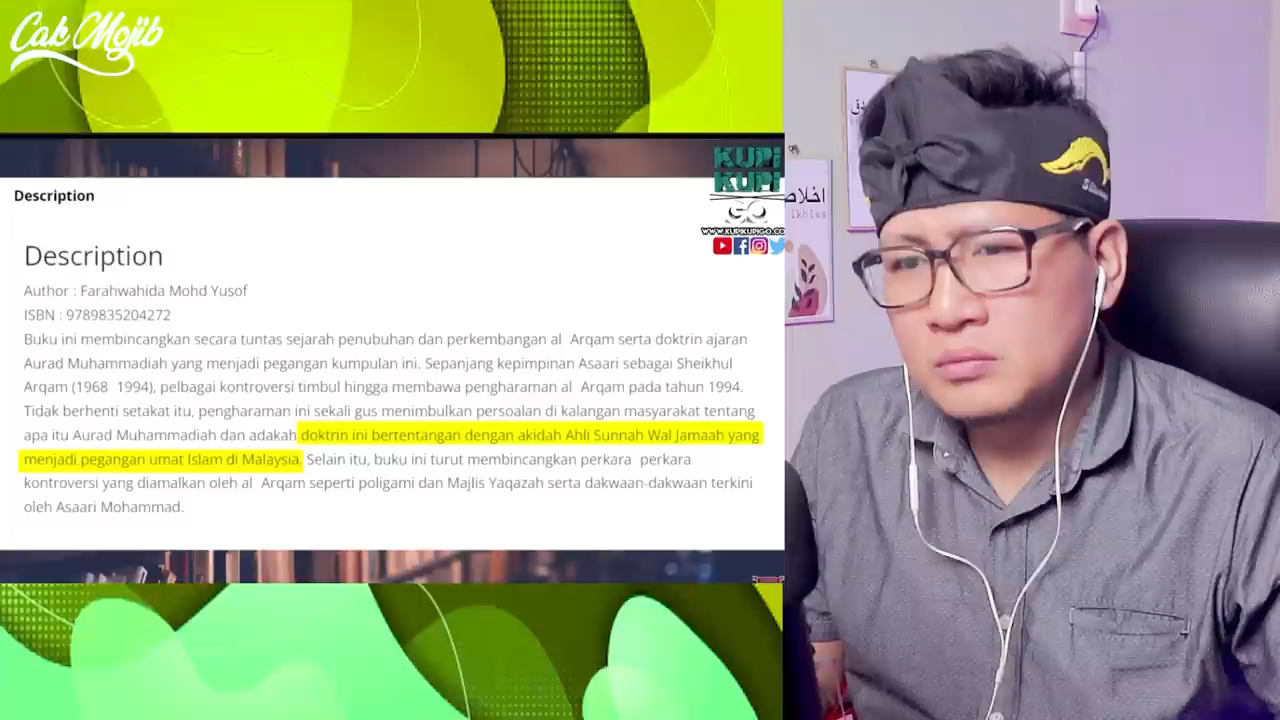 Cak Mojib
KUPi
KUPI
GO
WWW.KUPIKUPIGO.CO
Description
Description
Author : Farahwahida Mohd Yusof
ISBN : 9789835204272
Buku ini membincangkan secara tuntas sejarah penubuhan dan perkembangan al Arqam serta doktrin ajaran
Aurad Muhammadiah yang menjadi pegangan kumpulan ini. Sepanjang kepimpinan Asaari sebagai Sheikhul
Arqam (1968 1994), pelbagai kontroversi timbul hingga membawa pengharaman al Arqam pada tahun 1994.
Tidak berhenti setakat itu, pengharaman ini sekali gus menimbulkan persoalan di kalangan masyarakat tentang
apa itu Aurad Muhammadiah dan adakah doktrin ini bertentangan dengan akidah Ahli Sunnah Wal Jamaah yang
menjadi pegangan umat Islam di Malaysia. Selain itu, buku ini turut membincangkan perkara perkara
kontroversi yang diamalkan oleh al Arqam seperti poligami dan Majlis Yaqazah serta dakwaan-dakwaan terkini
oleh Asaari Mohammad.
اخلاص
ikhlas